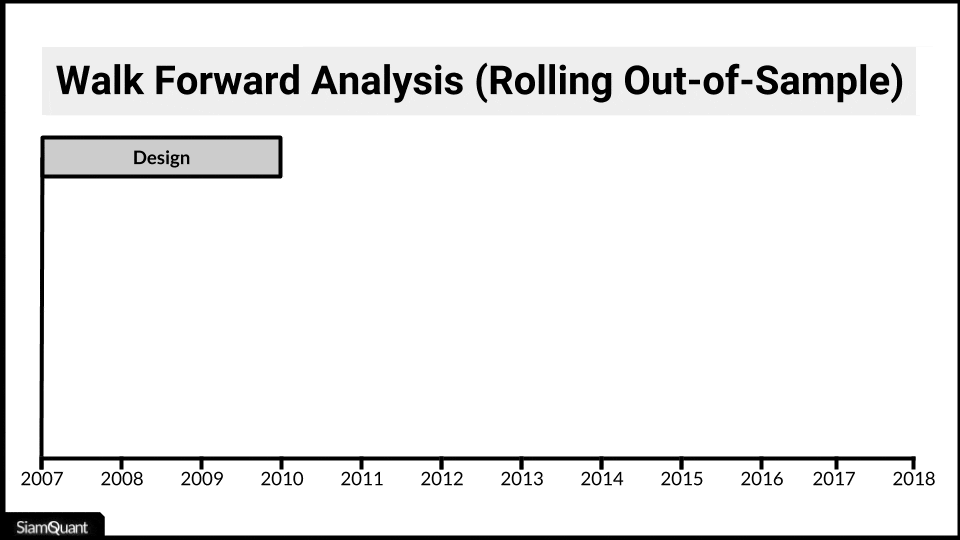 Walk Forward Analysis (Rolling Out-of-Sample)
Design
2007 2008 2009 2010 2011 2012 2013 2014 2015 2016 2017 2018
SiamQuant